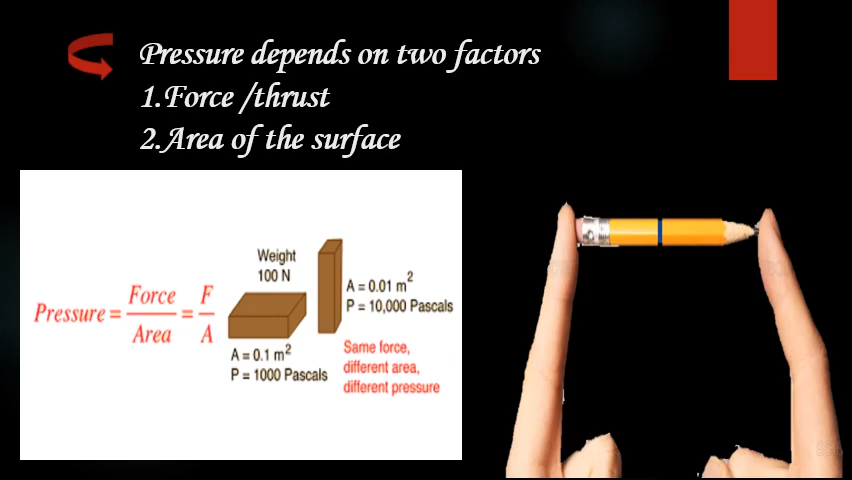 Pressure depends on two factors
1.Force /thrust
2.Area of the surface
Pressure = Force / Area = F / A
Weight
100 N
A = 0.01 m²
P = 10,000 Pascals
A = 0.1 m²
P = 1000 Pascals
Same force,
different area,
different pressure